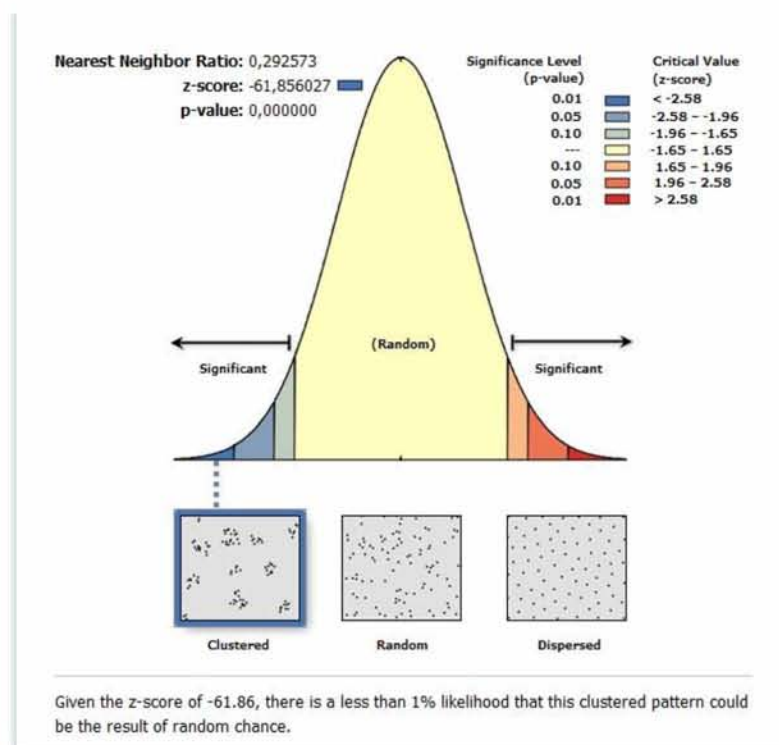 Nearest Neighbor Ratio: 0,292573
z-score: -61,856027
p-value: 0,000000
Significance Level
(p-value)
Critical Value
(z-score)
0.01 < -2.58
0.05 -2.58 - -1.96
0.10 -1.96 - -1.65
--- -1.65 - 1.65
0.10 1.65 - 1.96
0.05 1.96 - 2.58
0.01 > 2.58
(Random)
Significant
Significant
Clustered
Random
Dispersed
Given the z-score of -61.86, there is a less than 1% likelihood that this clustered pattern could
be the result of random chance.